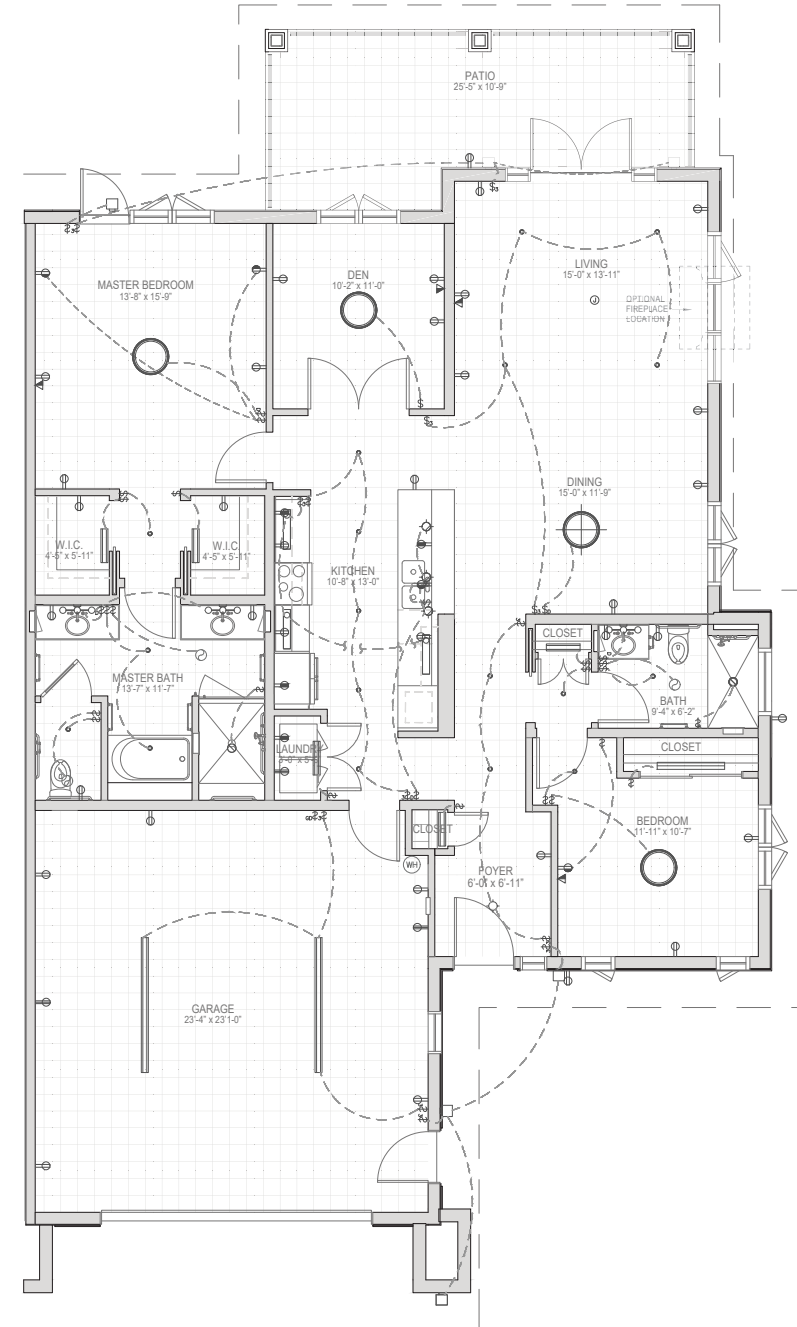 PATIO
25'-5" x 10'-9"
LIVING
15'-0" x 13'-11"
OPTIONAL
FIREPLACE
LOCATION
MASTER BEDROOM
13'-8" x 15'-9"
DEN
10'-2" x 11'-0"
DINING
15'-0" x 11'-9"
W.I.C.
4'-5" x 5'-11"
W.I.C.
4'-5" x 5'-11"
KITCHEN
10'-8" x 13'-0"
CLOSET
MASTER BATH
13'-7" x 11'-7"
BATH
9'-4" x 6'-2"
LAUNDRY
CLOSET
CLOSET
BEDROOM
11'-11" x 10'-7"
WH
FOYER
6'-0" x 6'-11"
GARAGE
23'-4" x 23'1-0"